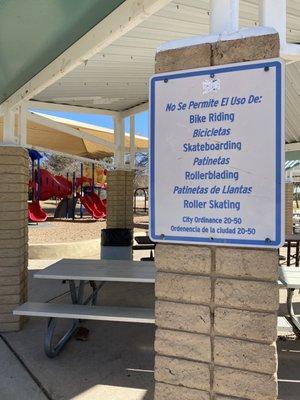 No Se Permite El Uso De:
Bike Riding
Bicicletas
Skateboarding
Patinetas
Rollerblading
Patinetas de Llantas
Roller Skating
City Ordinance 20-50
Ordenencia de la cuidad 20-50